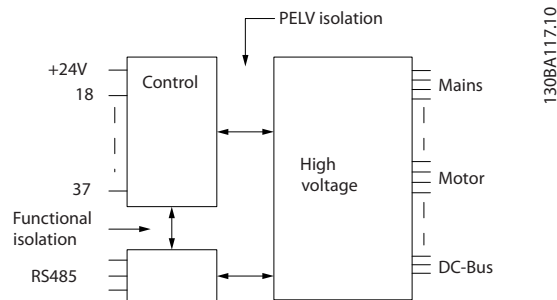 PELV isolation
130BA117.10
+24V
Control
Mains
18
High
voltage
Motor
37
Functional
isolation
RS485
DC-Bus